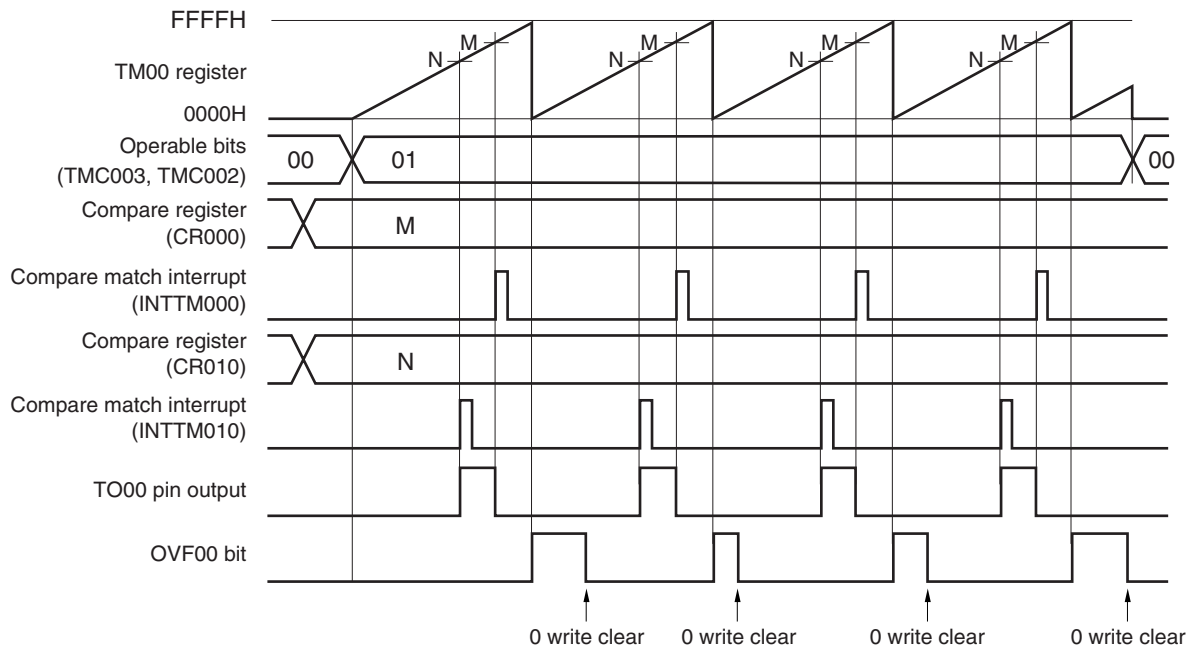 FFFFH
M M M M
N N N N
TM00 register
0000H
Operable bits
(TMC003, TMC002)
00 01 00
Compare register
(CR000)
M
Compare match interrupt
(INTTM000)
Compare register
(CR010)
N
Compare match interrupt
(INTTM010)
TO00 pin output
OVF00 bit
0 write clear 0 write clear 0 write clear 0 write clear